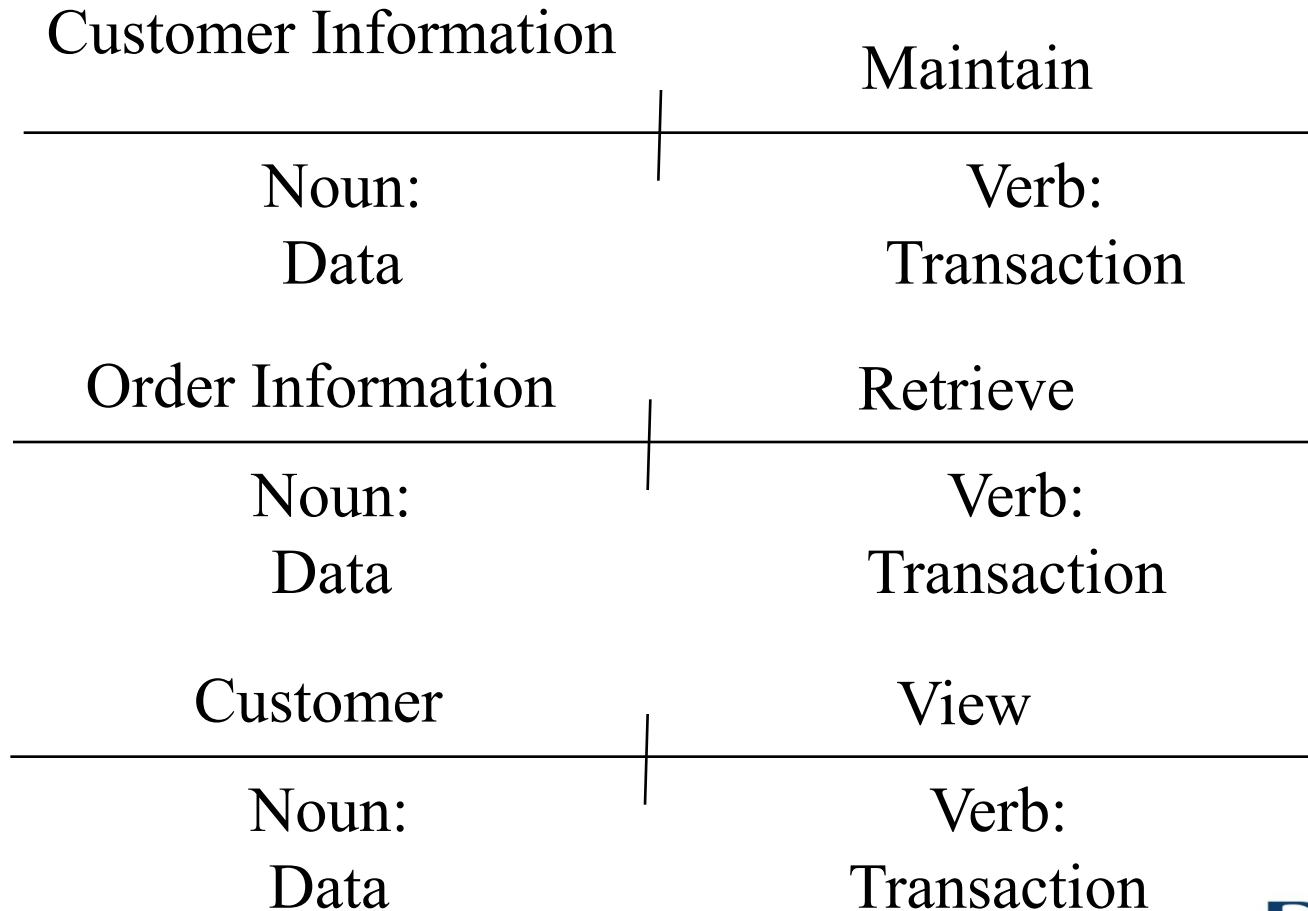 Customer Information
Maintain
Noun:
Data
Verb:
Transaction
Order Information
Retrieve
Noun:
Data
Verb:
Transaction
Customer
View
Noun:
Data
Verb:
Transaction